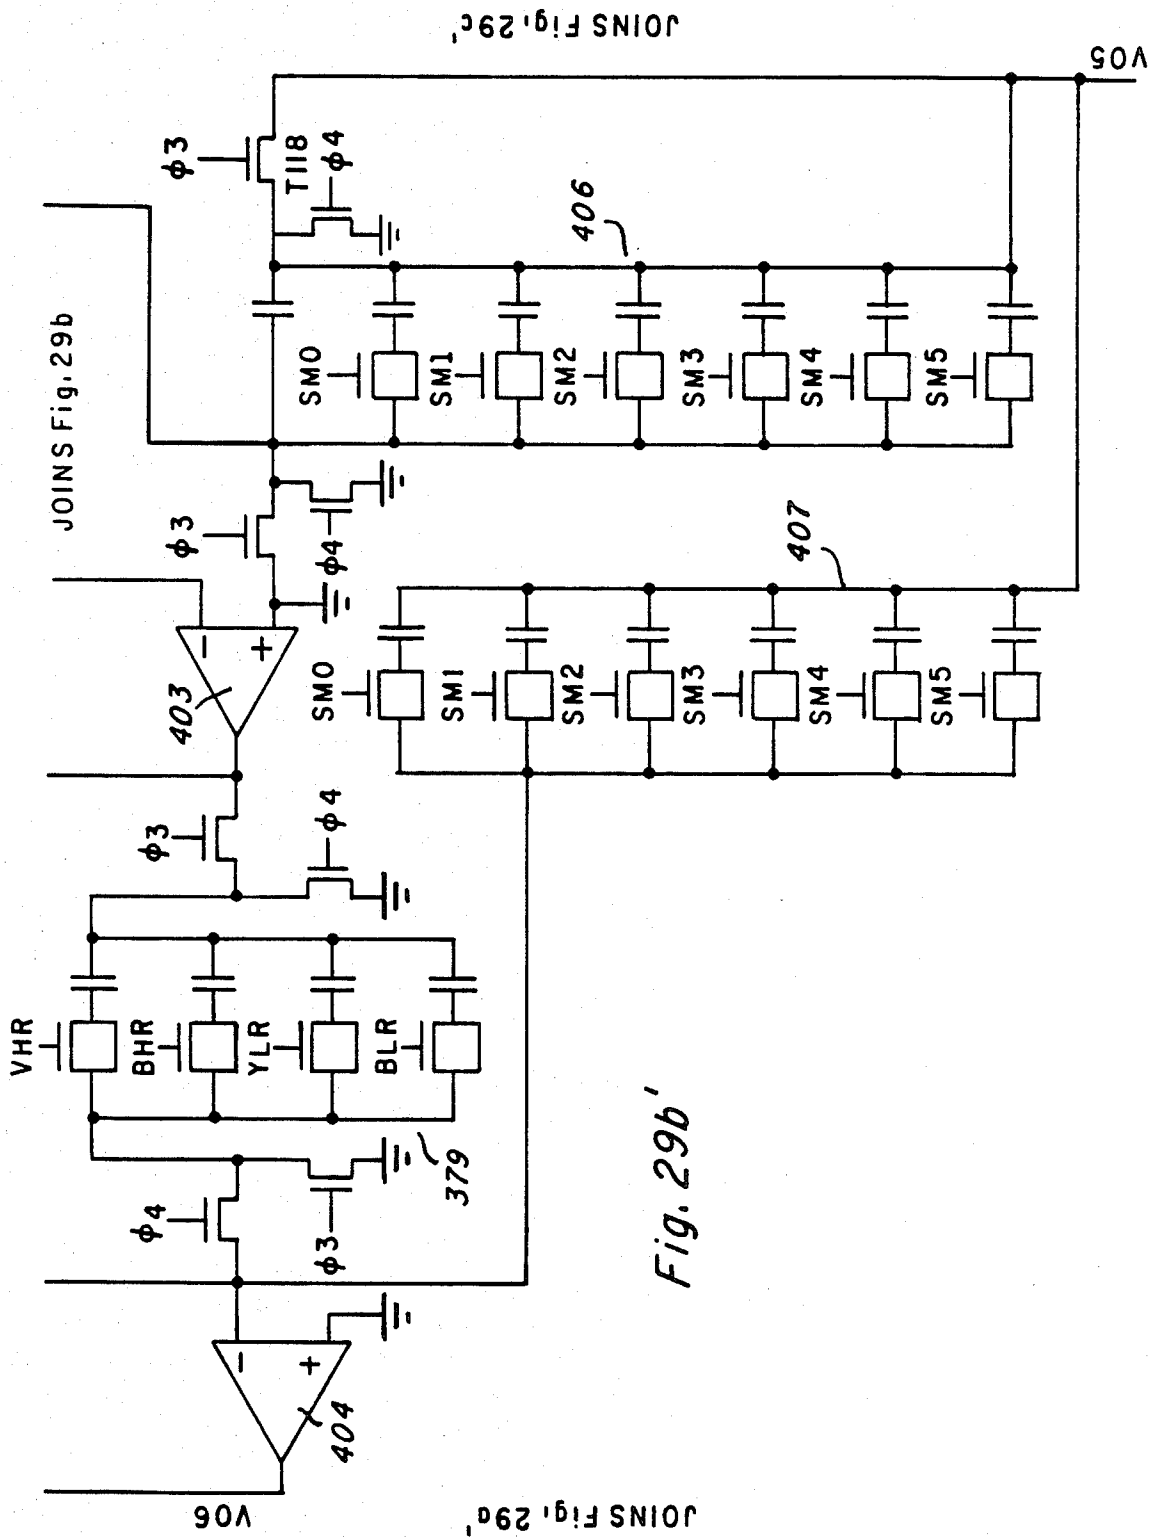 JOINS Fig. 29c'
VO5
φ3
T118
φ4
406
JOINS Fig. 29b
SM0
SM1
SM2
SM3
SM4
SM5
φ3
φ4
407
-
+
403
SM0
SM1
SM2
SM3
SM4
SM5
φ3
φ4
VHR
BHR
YLR
BLR
379
φ4
φ3
Fig. 29b'
-
+
404
VO6
JOINS Fig. 29a'